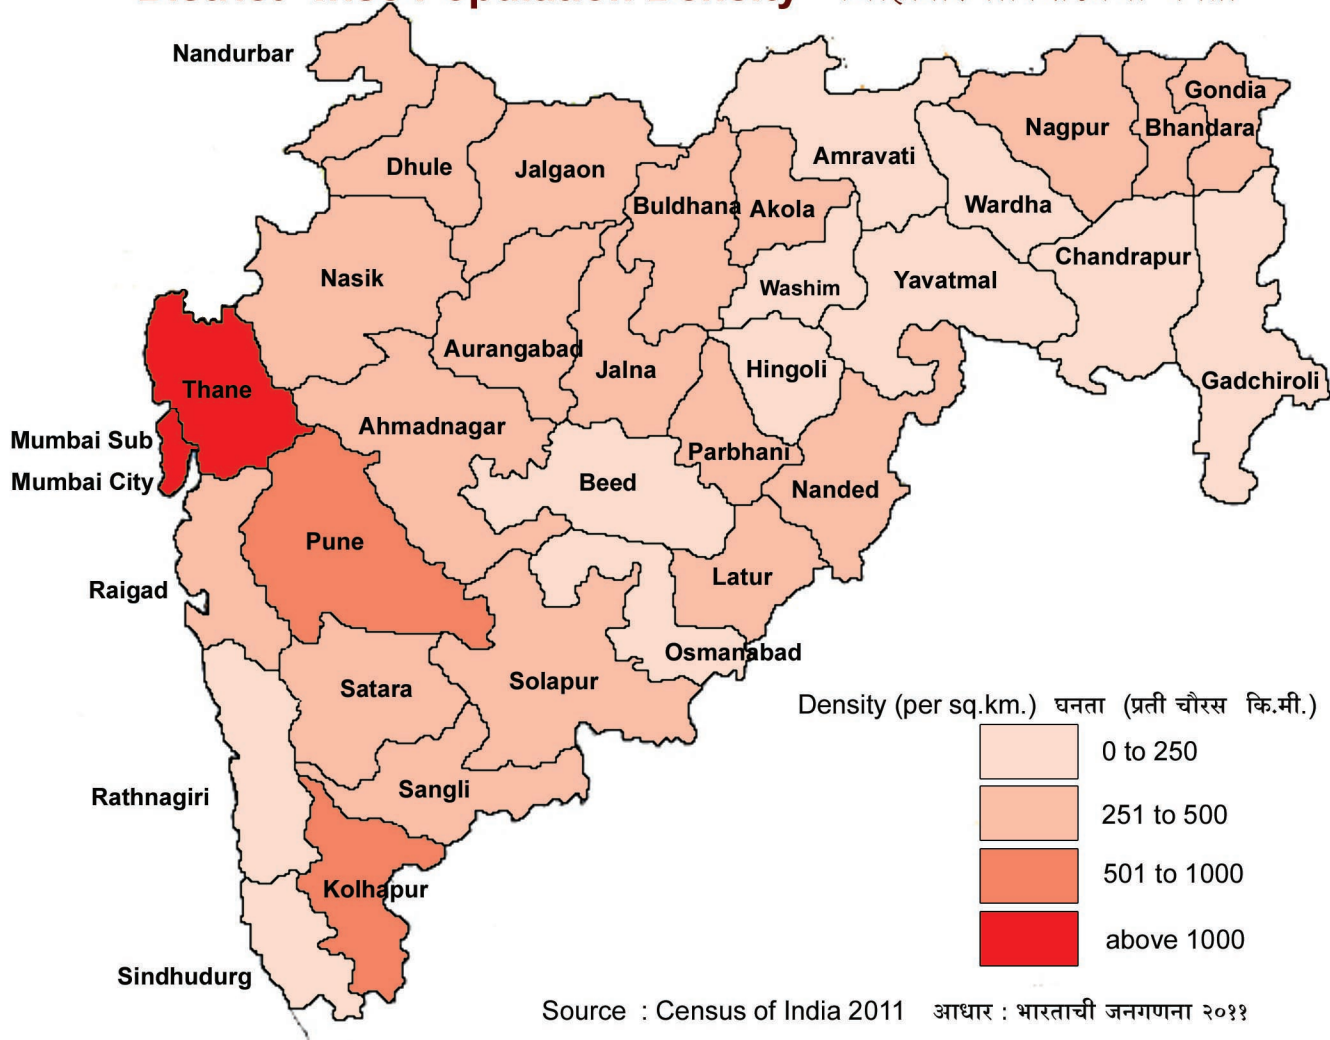 Nandurbar
Gondia
Nagpur
Bhandara
Amravati
Dhule
Jalgaon
Buldhana
Akola
Wardha
Chandrapur
Nasik
Washim
Yavatmal
Aurangabad
Jalna
Hingoli
Gadchiroli
Thane
Ahmadnagar
Mumbai Sub
Parbhani
Mumbai City
Beed
Nanded
Pune
Latur
Raigad
Osmanabad
Satara
Solapur
Density (per sq.km.) घनता (प्रती चौरस कि.मी.)
0 to 250
Sangli
Rathnagiri
251 to 500
501 to 1000
Kolhapur
above 1000
Sindhudurg
Source : Census of India 2011 आधार : भारताची जनगणना २०११